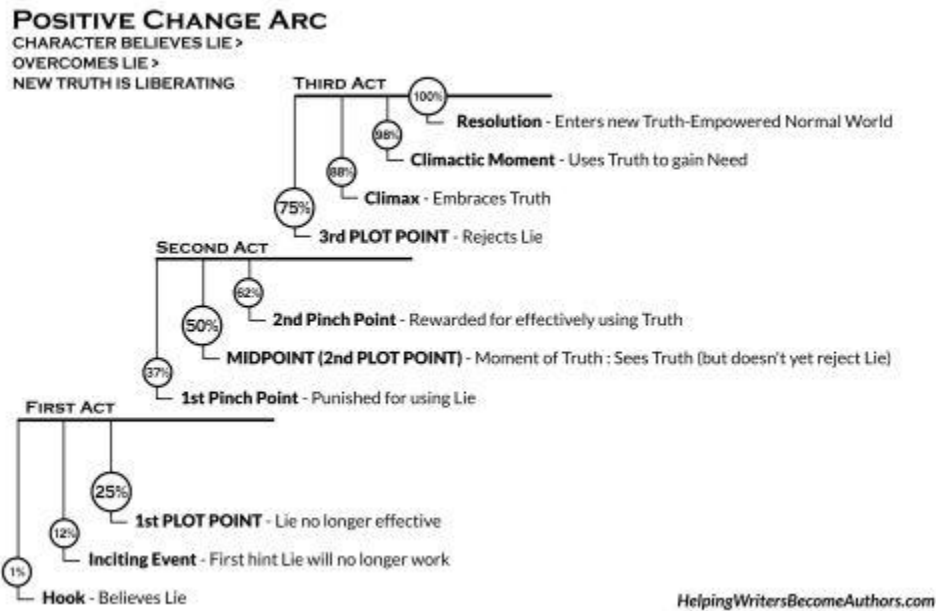 POSITIVE CHANGE ARC
CHARACTER BELIEVES LIE >
OVERCOMES LIE >
NEW TRUTH IS LIBERATING
THIRD ACT
100%
Resolution - Enters new Truth-Empowered Normal World
98%
Climactic Moment - Uses Truth to gain Need
88%
Climax - Embraces Truth
75%
3rd PLOT POINT - Rejects Lie
SECOND ACT
62%
2nd Pinch Point - Rewarded for effectively using Truth
50%
MIDPOINT (2nd PLOT POINT) - Moment of Truth : Sees Truth (but doesn't yet reject Lie)
37%
1st Pinch Point - Punished for using Lie
FIRST ACT
25%
1st PLOT POINT - Lie no longer effective
12%
Inciting Event - First hint Lie will no longer work
1%
Hook - Believes Lie
HelpingWritersBecomeAuthors.com